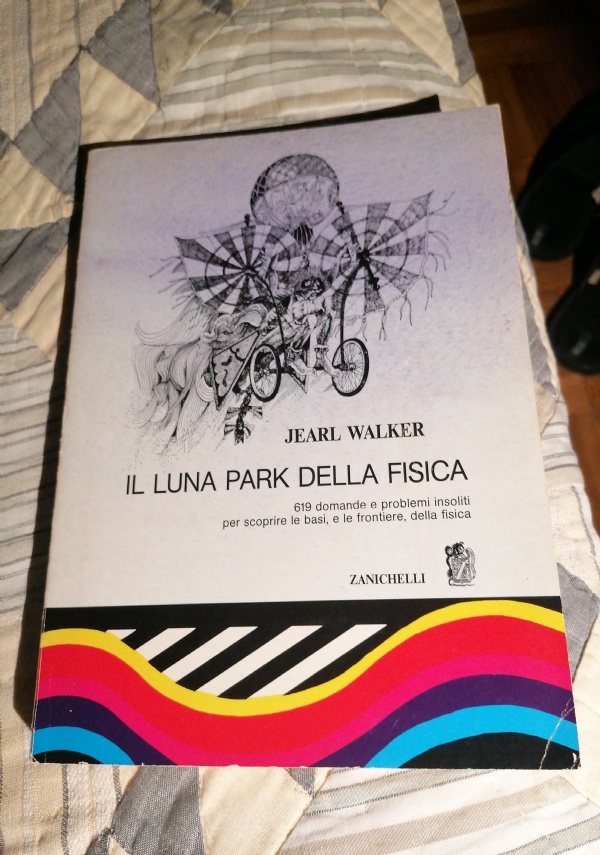 JEARL WALKER
IL LUNA PARK DELLA FISICA
619 domande e problemi insoliti
per scoprire le basi, e le frontiere, della fisica
ZANICHELLI